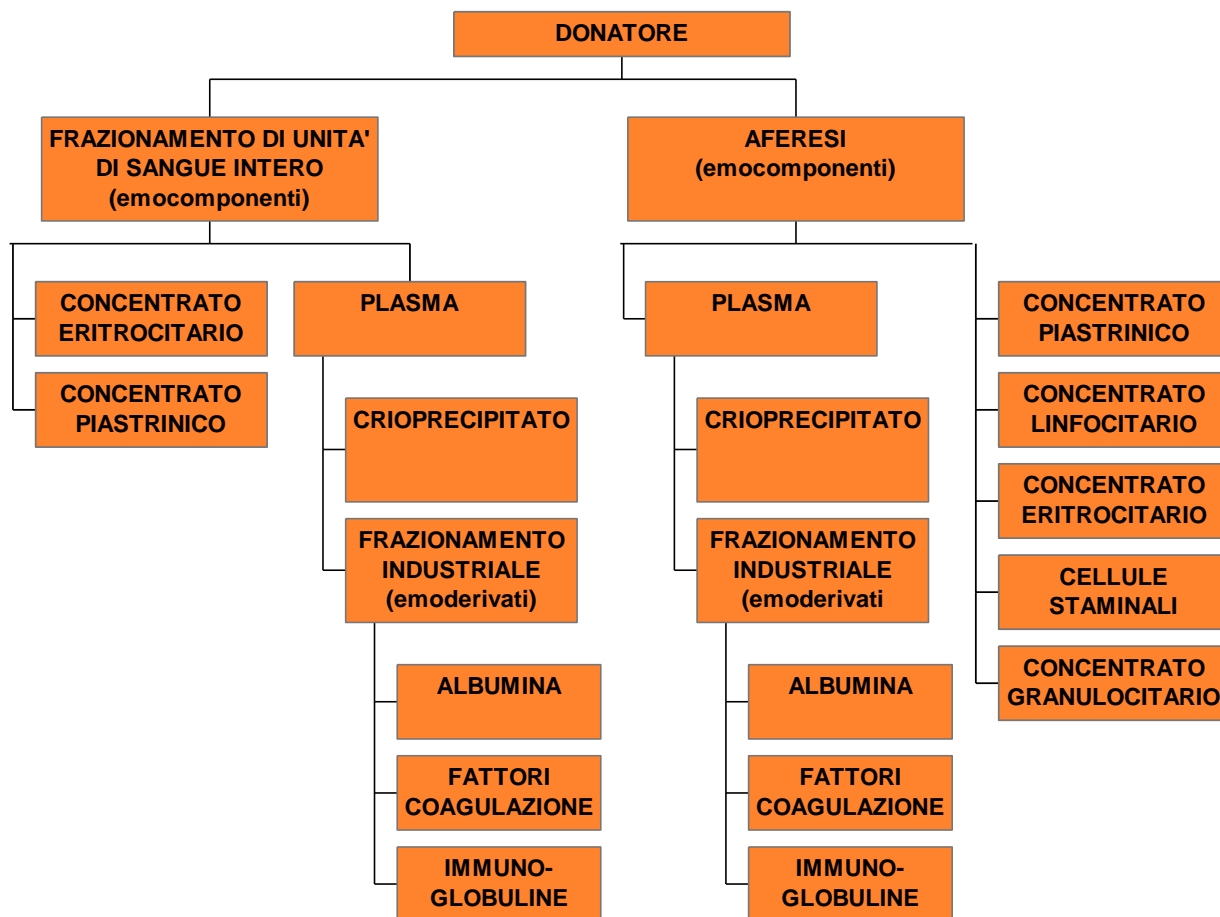 DONATORE
FRAZIONAMENTO DI UNITA'
DI SANGUE INTERO
(emocomponenti)
AFERESI
(emocomponenti)
CONCENTRATO
ERITROCITARIO
CONCENTRATO
PIASTRINICO
PLASMA
CRIOPRECIPITATO
FRAZIONAMENTO
INDUSTRIALE
(emoderivati)
ALBUMINA
FATTORI
COAGULAZIONE
IMMUNO-
GLOBULINE
PLASMA
CRIOPRECIPITATO
FRAZIONAMENTO
INDUSTRIALE
(emoderivati
ALBUMINA
FATTORI
COAGULAZIONE
IMMUNO-
GLOBULINE
CONCENTRATO
PIASTRINICO
CONCENTRATO
LINFOCITARIO
CONCENTRATO
ERITROCITARIO
CELLULE
STAMINALI
CONCENTRATO
GRANULOCITARIO